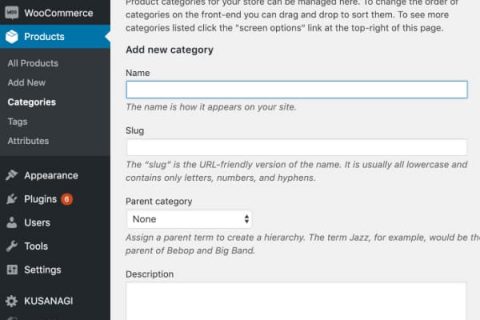 WooCommerce
Products
All Products
Add New
Categories
Tags
Attributes
Appearance
Plugins 6
Users
Tools
Settings
KUSANAGI
Product categories for your store can be managed here. To change the order of
categories on the front-end you can drag and drop to sort them. To see more
categories listed click the "screen options" link at the top-right of this page.
Add new category
Name
The name is how it appears on your site.
Slug
The “slug” is the URL-friendly version of the name. It is usually all lowercase and
contains only letters, numbers, and hyphens.
Parent category
None
Assign a parent term to create a hierarchy. The term Jazz, for example, would be the
parent of Bebop and Big Band.
Description